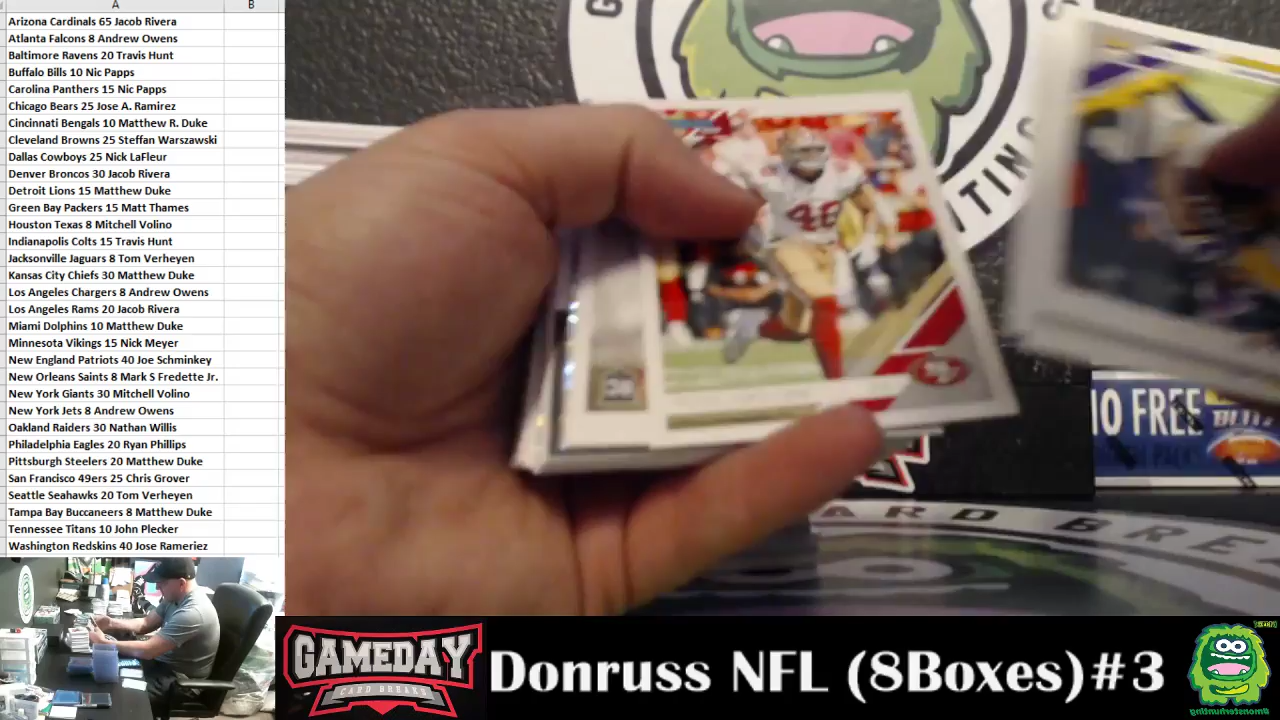 A B
Arizona Cardinals 65 Jacob Rivera
Atlanta Falcons 8 Andrew Owens
Baltimore Ravens 20 Travis Hunt
Buffalo Bills 10 Nic Papps
Carolina Panthers 15 Nic Papps
Chicago Bears 25 Jose A. Ramirez
Cincinnati Bengals 10 Matthew R. Duke
Cleveland Browns 25 Steffan Warszawski
Dallas Cowboys 25 Nick LaFleur
Denver Broncos 30 Jacob Rivera
Detroit Lions 15 Matthew Duke
Green Bay Packers 15 Matt Thames
Houston Texas 8 Mitchell Volino
Indianapolis Colts 15 Travis Hunt
Jacksonville Jaguars 8 Tom Verheyen
Kansas City Chiefs 30 Matthew Duke
Los Angeles Chargers 8 Andrew Owens
Los Angeles Rams 20 Jacob Rivera
Miami Dolphins 10 Matthew Duke
Minnesota Vikings 15 Nick Meyer
New England Patriots 40 Joe Schminkey
New Orleans Saints 8 Mark S Fredette Jr.
New York Giants 30 Mitchell Volino
New York Jets 8 Andrew Owens
Oakland Raiders 30 Nathan Willis
Philadelphia Eagles 20 Ryan Phillips
Pittsburgh Steelers 20 Matthew Duke
San Francisco 49ers 25 Chris Grover
Seattle Seahawks 20 Tom Verheyen
Tampa Bay Buccaneers 8 Matthew Duke
Tennessee Titans 10 John Plecker
Washington Redskins 40 Jose Rameriez
46
SF
NTING
10 FREE
BLITZ
CARD BREA
GAMEDAY
CARD BREAKS
Donruss NFL (8Boxes)#3
#monsterhunting